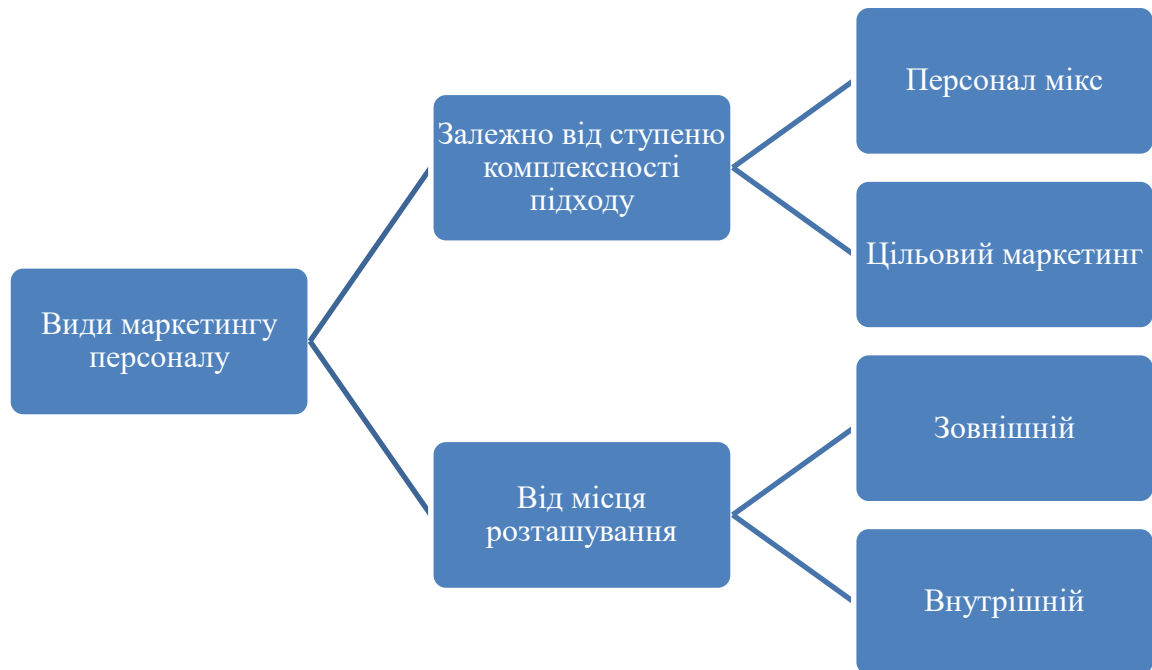 Види маркетингу
персоналу
Залежно від ступеню
комплексності
підходу
Персонал мікс
Цільовий маркетинг
Від місця
розташування
Зовнішній
Внутрішній